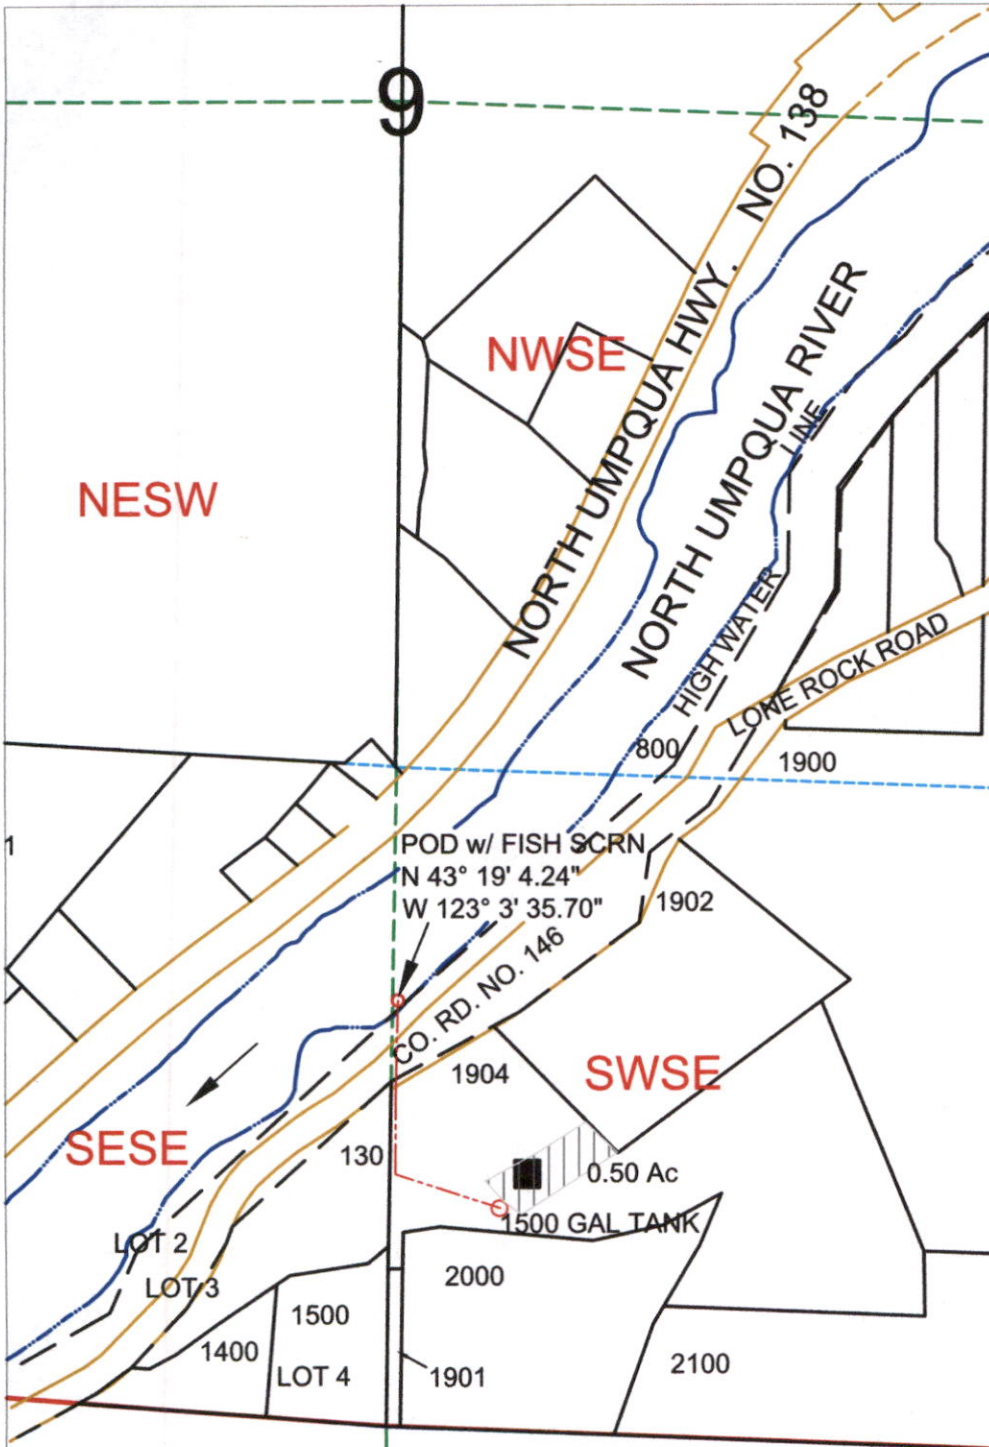 9
NORTH UMPQUA HWY. NO. 138
NWSE
NORTH UMPQUA RIVER
LINE
NESW
HIGH WATER
LONE ROCK ROAD
800
1900
1
POD w/ FISH SCRN
N 43° 19' 4.24"
W 123° 3' 35.70"
1902
CO. RD. NO. 146
1904
SWSE
SESE
130
0.50 Ac
1500 GAL TANK
LOT 2
LOT 3
2000
1500
1400
LOT 4
1901
2100